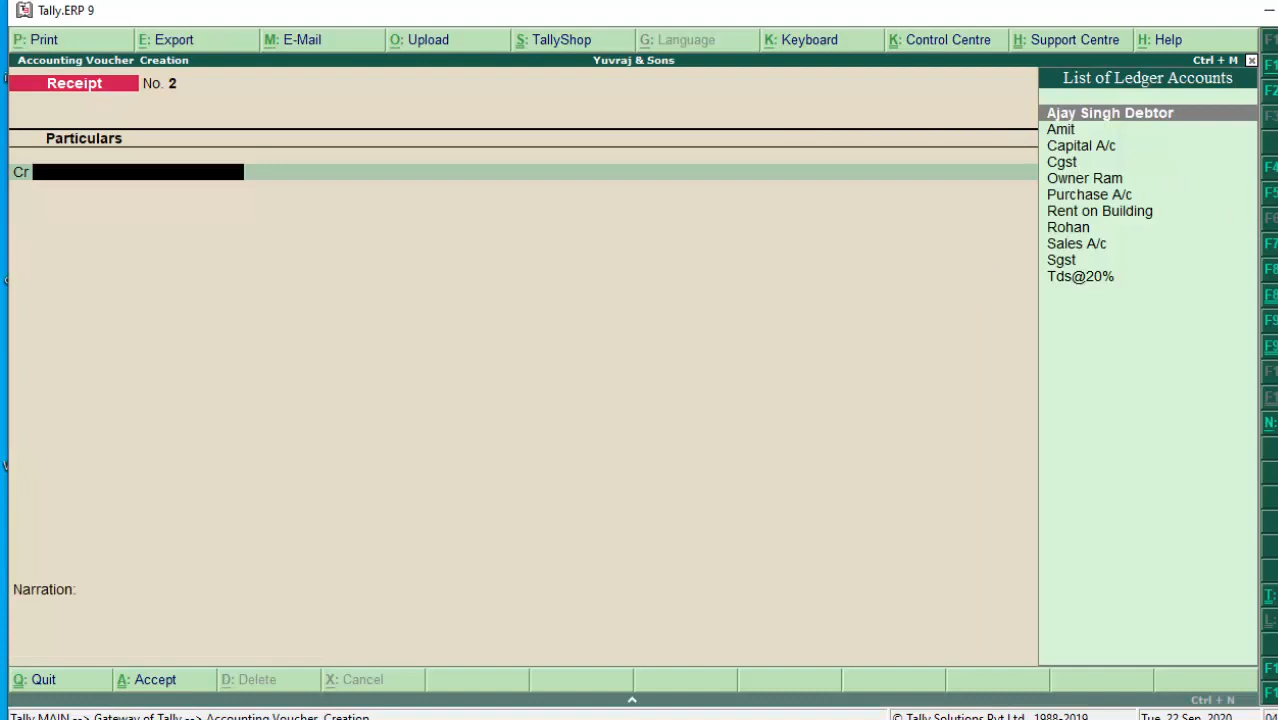 Tally.ERP 9
P: Print E: Export M: E-Mail O: Upload S: TallyShop G: Language K: Keyboard K: Control Centre H: Support Centre H: Help
Accounting Voucher Creation Yuvraj & Sons Ctrl + M
Receipt No. 2
List of Ledger Accounts
Particulars
Cr
Ajay Singh Debtor
Amit
Capital A/c
Cgst
Owner Ram
Purchase A/c
Rent on Building
Rohan
Sales A/c
Sgst
Tds@20%
Narration:
Q: Quit A: Accept D: Delete X: Cancel
Ctrl + N
Tally MAIN --> Gateway of Tally --> Accounting Voucher Creation © Tally Solutions Pvt Ltd., 1988-2019 Tue, 22 Sep, 2020